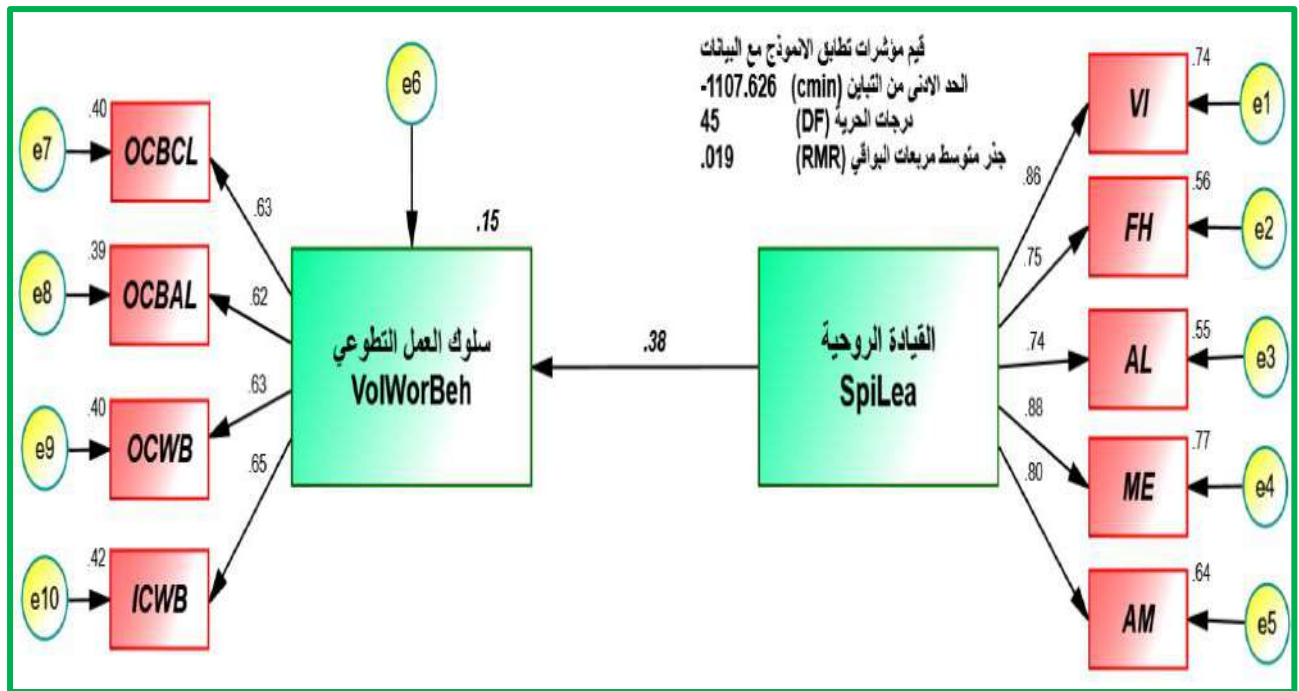 قيم مؤشرات تطابق الانموذج مع البيانات
الحد الادنى من التباين (cmin) -1107.626
درجات الحرية (DF) 45
جذر متوسط مربعات البواقي (RMR) .019
e6
.15
سلوك العمل التطوعي
VolWorBeh
.38
القيادة الروحية
SpiLea
e7
.40
OCBCL
.63
e8
.39
OCBAL
.62
e9
.40
OCWB
.63
e10
.42
ICWB
.65
.86
.74
VI
e1
.75
.56
FH
e2
.74
.55
AL
e3
.88
.77
ME
e4
.80
.64
AM
e5